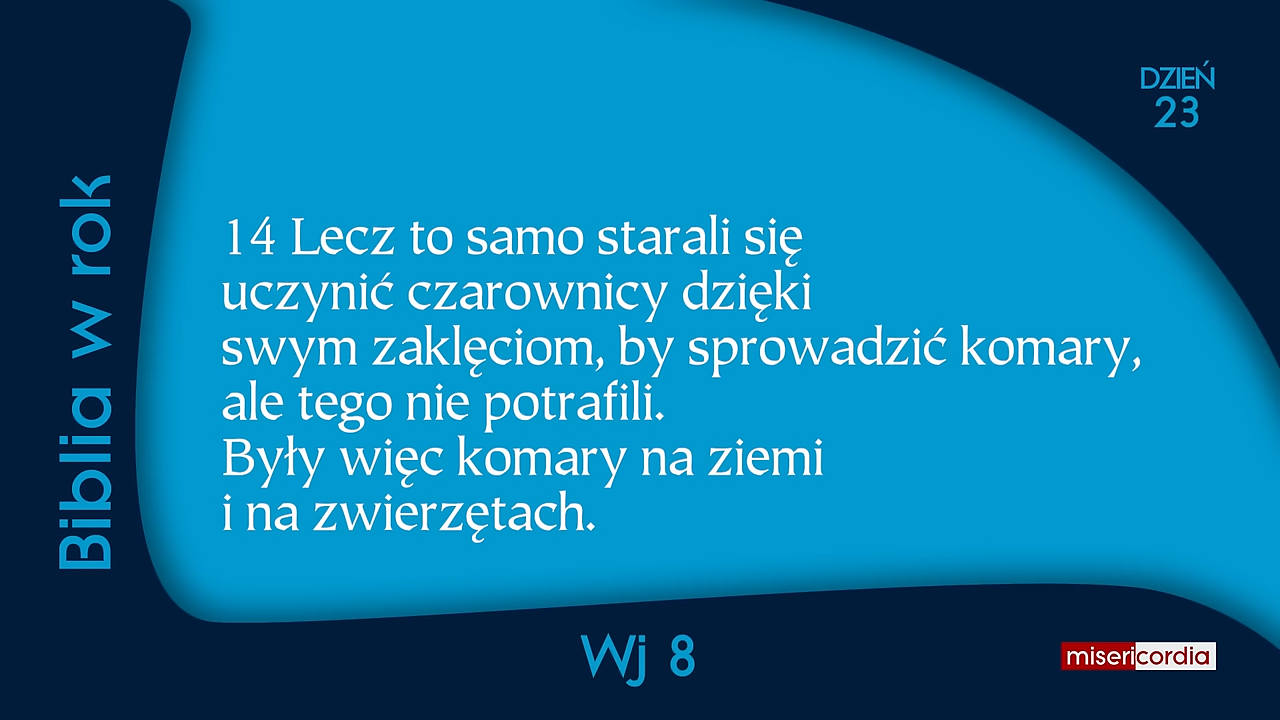 DZIEŃ
23
Biblia w rok
14 Lecz to samo starali się
uczynić czarownicy dzięki
swym zaklęciom, by sprowadzić komary,
ale tego nie potrafili.
Były więc komary na ziemi
i na zwierzętach.
Wj 8
misericordia